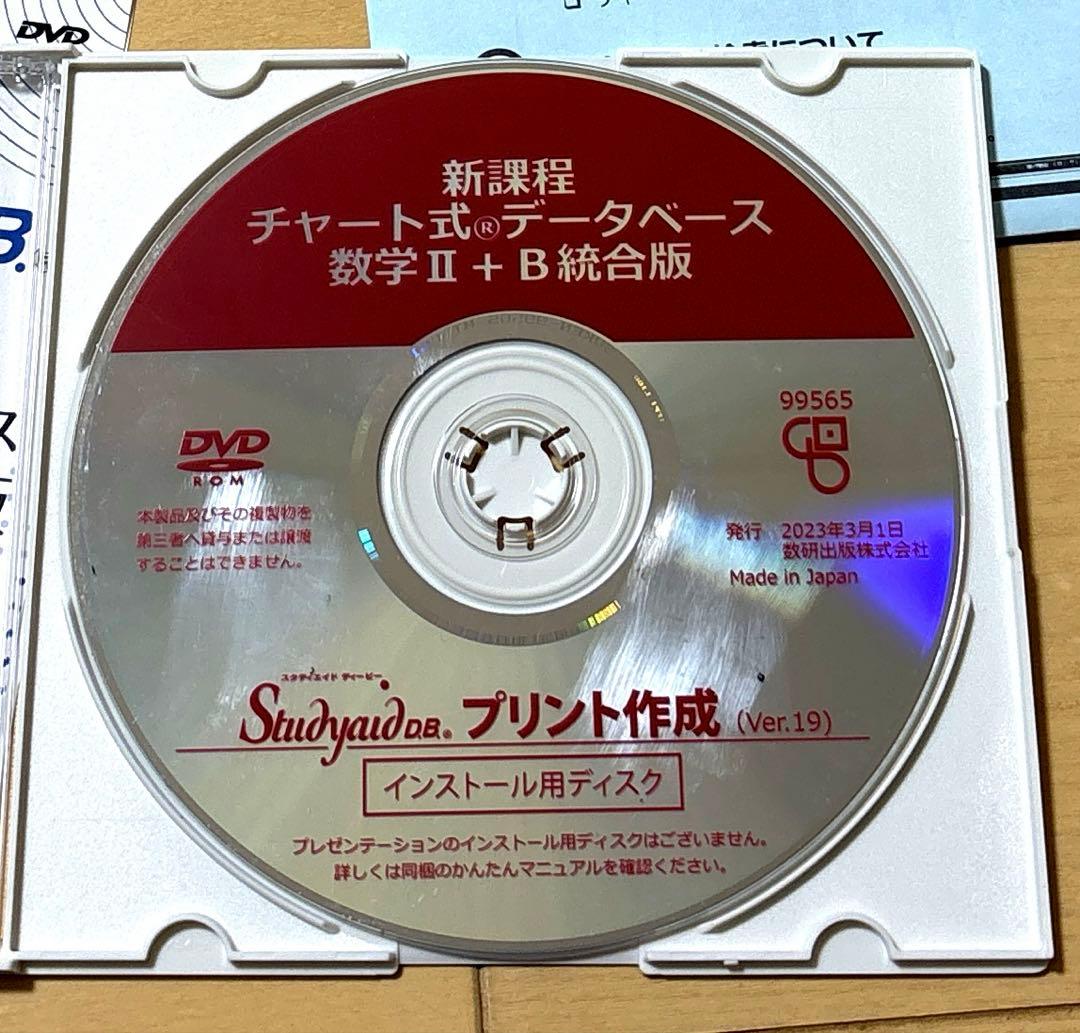 DVD
について
B.
ス
新課程
チャート式®データベース
数学Ⅱ+B統合版
99565
DVD
ROM
本製品及びその複製物を
第三者へ貸与または譲渡
することはできません。
発行 2023年3月1日
数研出版株式会社
Made in Japan
スタディエイド ディービー
Studyaid D.B.® プリント作成 (Ver.19)
インストール用ディスク
プレゼンテーションのインストール用ディスクはございません。
詳しくは同梱のかんたんマニュアルを確認ください。